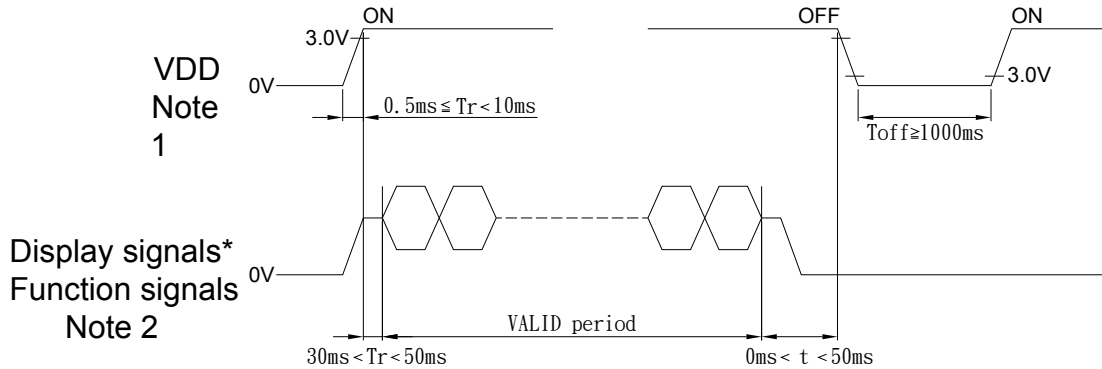 ON OFF ON
3.0V
VDD
Note
1
0V
0.5ms≦Tr<10ms
3.0V
Toff≧1000ms
Display signals*
Function signals
Note 2
0V
VALID period
30ms<Tr<50ms
0ms< t <50ms